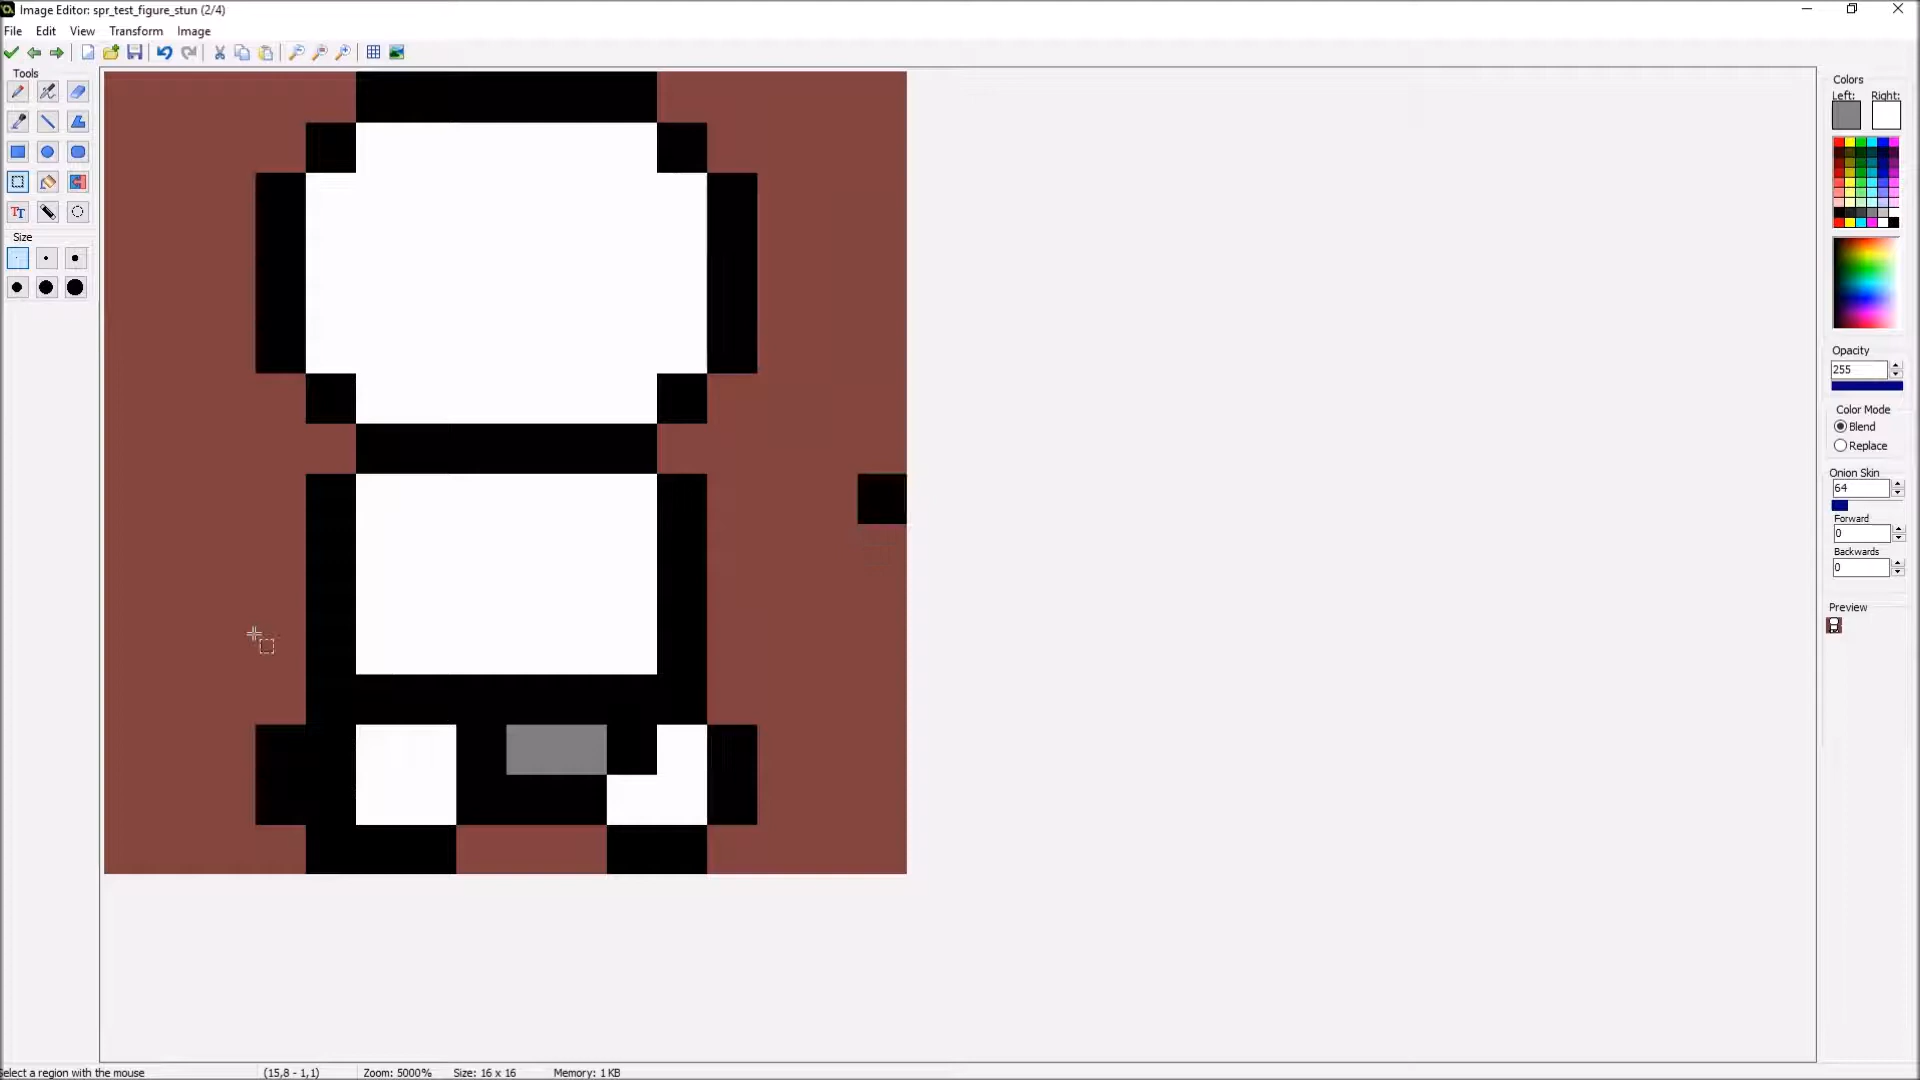 Image Editor: spr_test_figure_stun (2/4)
File Edit View Transform Image
Tools
Colors
Left: Right:
TT
Size
Opacity
255
Color Mode
Blend
Replace
Onion Skin
64
Forward
0
Backwards
0
Preview
Select a region with the mouse (15,8 - 1,1) Zoom: 5000% Size: 16 x 16 Memory: 1 KB